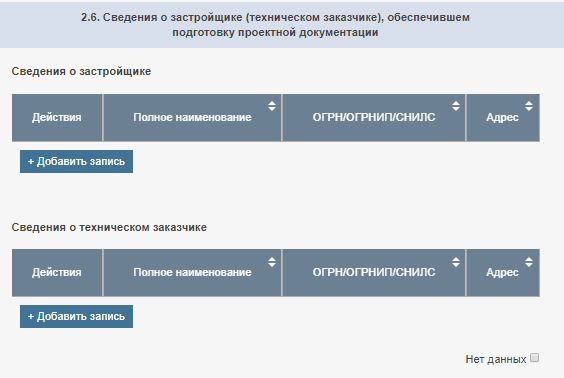 2.6. Сведения о застройщике (техническом заказчике), обеспечившем
подготовку проектной документации
Сведения о застройщике
Действия Полное наименование ОГРН/ОГРНИП/СНИЛС Адрес
+ Добавить запись
Сведения о техническом заказчике
Действия Полное наименование ОГРН/ОГРНИП/СНИЛС Адрес
+ Добавить запись
Нет данных